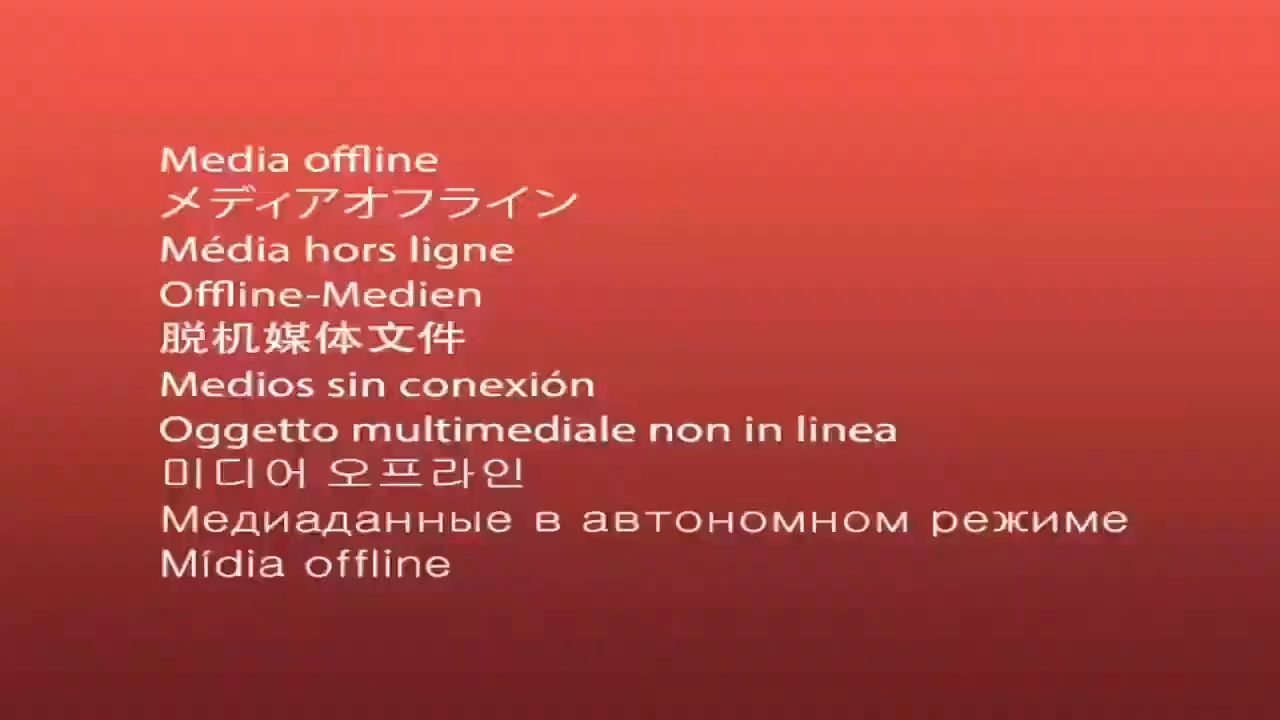 Media offline
メディアオフライン
Média hors ligne
Offline-Medien
脱机媒体文件
Medios sin conexión
Oggetto multimediale non in linea
미디어 오프라인
Медиаданные в автономном режиме
Mídia offline